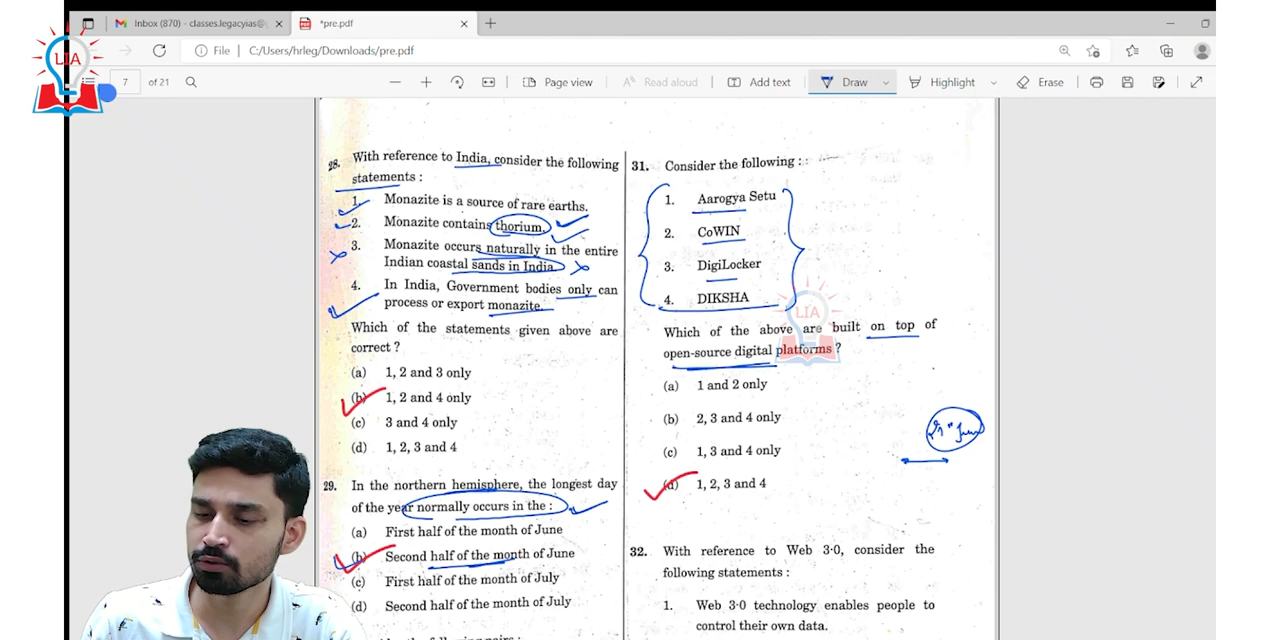 Inbox (870) - classes.legacyias@
*pre.pdf
File
C:/Users/hrleg/Downloads/pre.pdf
LIA
7
of 21
Page view
Read aloud
Add text
Draw
Highlight
Erase
28. With reference to India, consider the following
statements :
1. Monazite is a source of rare earths.
2. Monazite contains thorium.
3. Monazite occurs naturally in the entire
Indian coastal sands in India.
4. In India, Government bodies only can
process or export monazite.
Which of the statements given above are
correct ?
(a) 1, 2 and 3 only
(b) 1, 2 and 4 only
(c) 3 and 4 only
(d) 1, 2, 3 and 4
29. In the northern hemisphere, the longest day
of the year normally occurs in the :
(a) First half of the month of June
(b) Second half of the month of June
(c) First half of the month of July
(d) Second half of the month of July
31. Consider the following :
1. Aarogya Setu
2. CoWIN
3. DigiLocker
4. DIKSHA
LIA
Which of the above are built on top of
open-source digital platforms ?
(a) 1 and 2 only
(b) 2, 3 and 4 only
(c) 1, 3 and 4 only
(d) 1, 2, 3 and 4
32. With reference to Web 3·0, consider the
following statements :
1. Web 3·0 technology enables people to
control their own data.